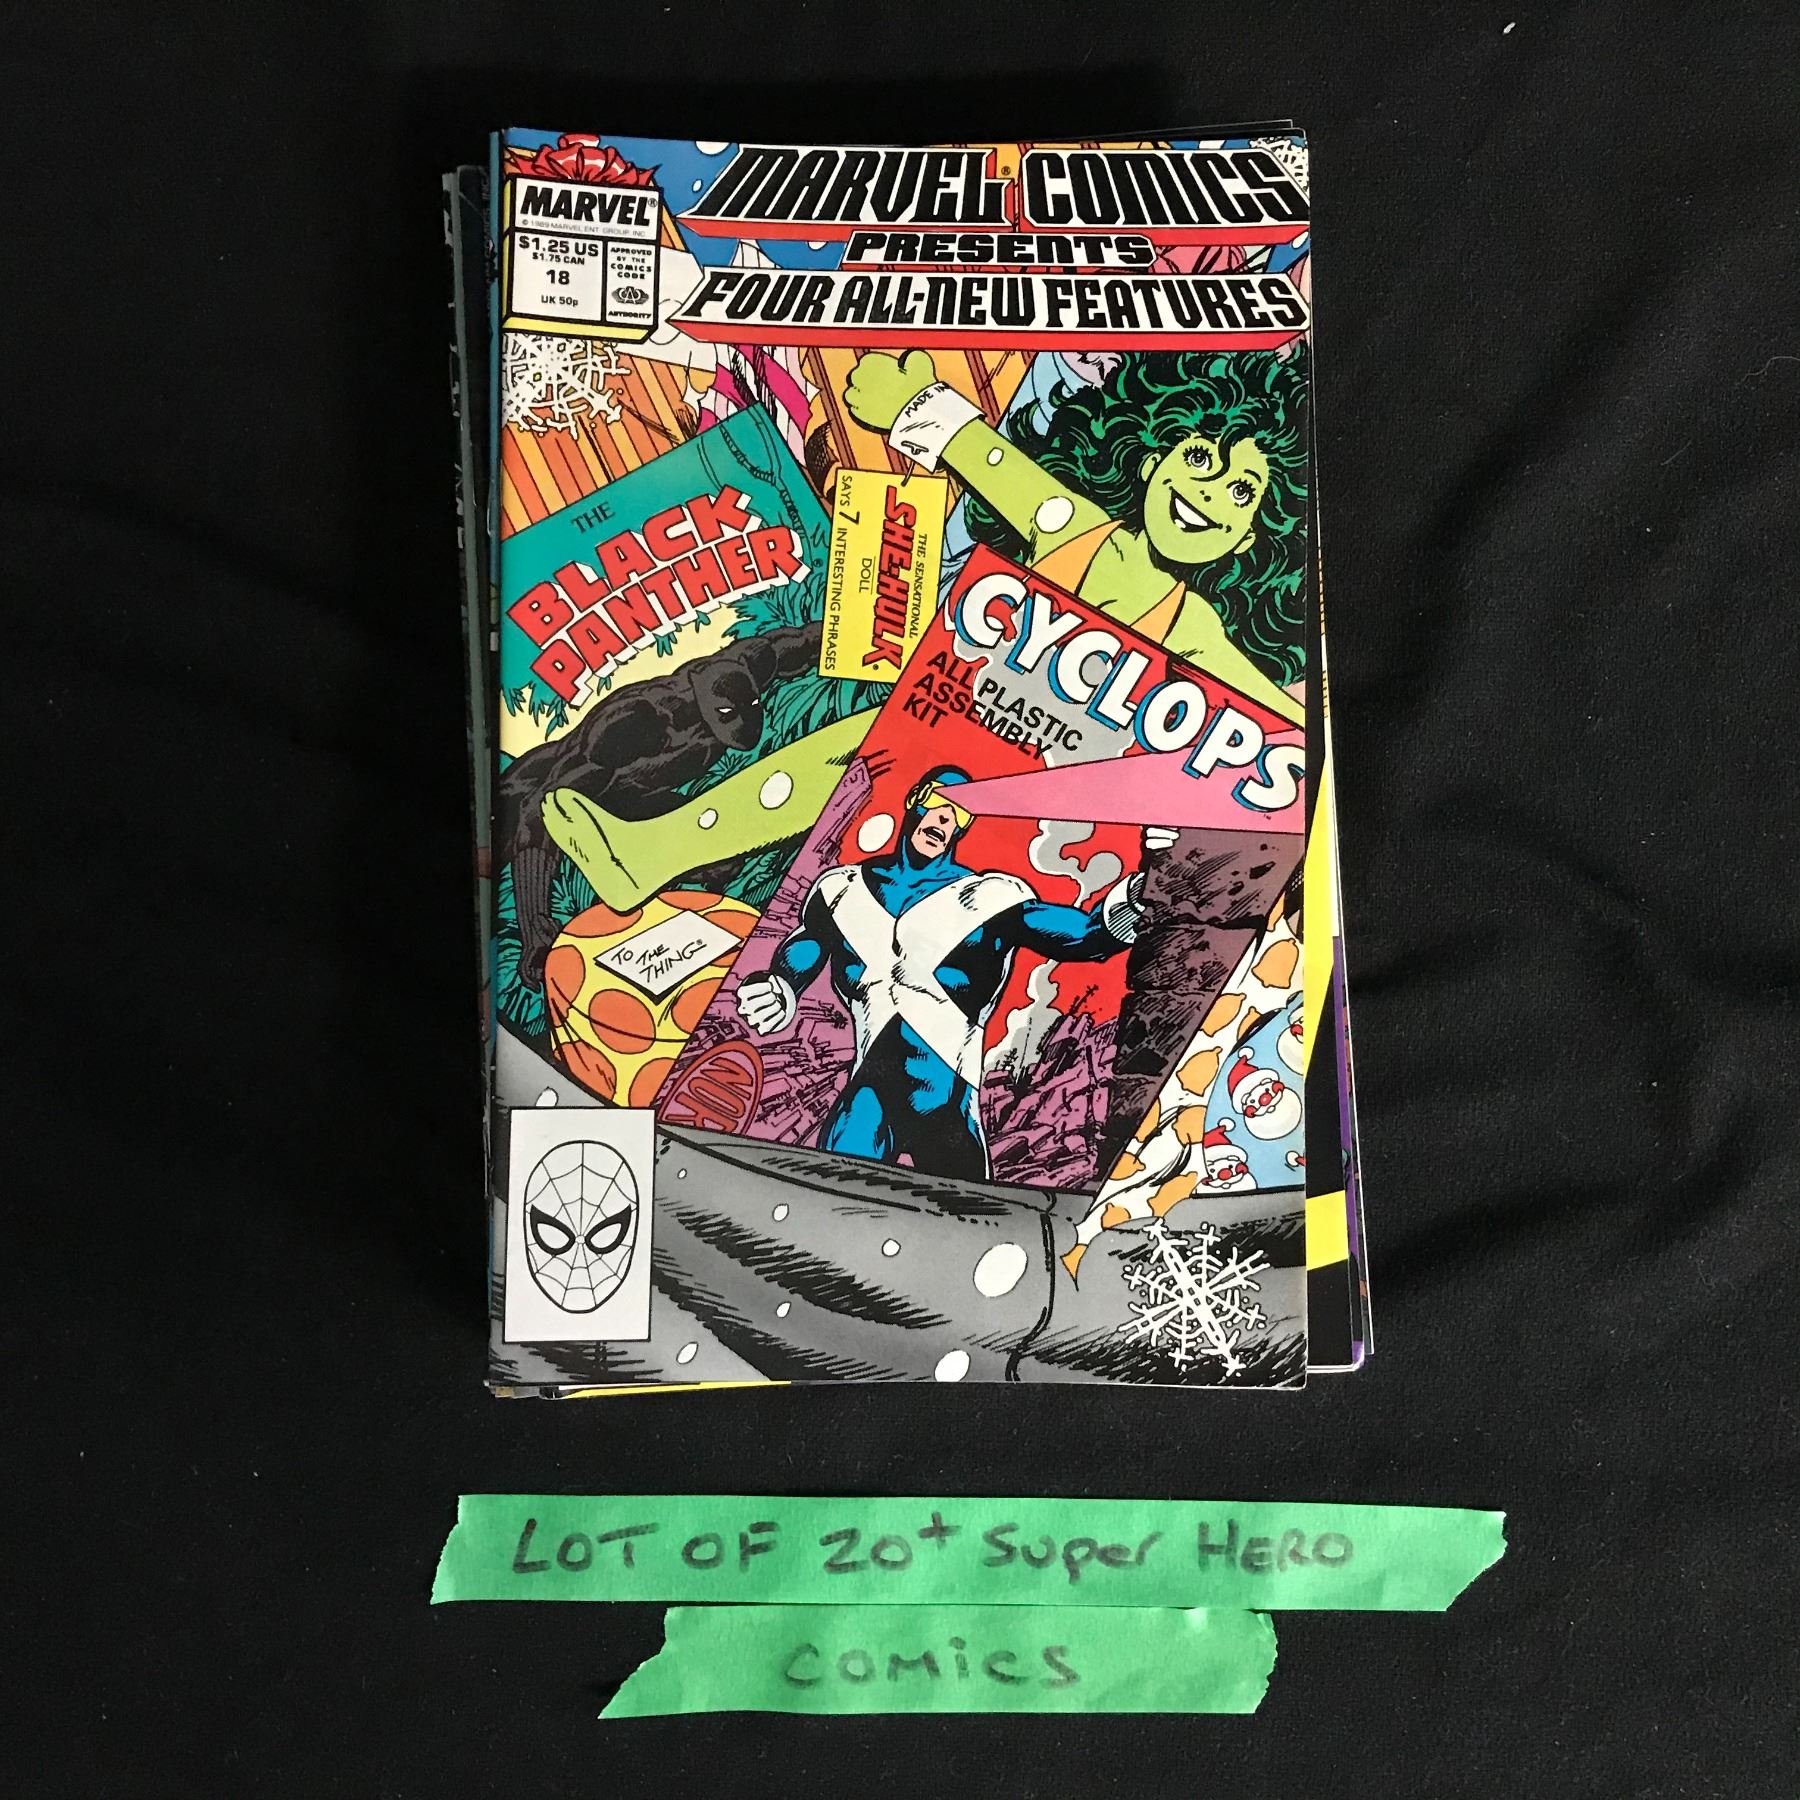 MARVEL COMICS
PRESENTS
FOUR ALL-NEW FEATURES
MARVEL®
© 1989 MARVEL ENT. GROUP, INC.
$1.25 US
$1.75 CAN
18
UK 50p
APPROVED
BY THE
COMICS
CODE
CA
AUTHORITY
MADE IN
THE
BLACK
PANTHER®
THE SENSATIONAL
SHE-HULK®
DOLL
SAYS 7 INTERESTING PHRASES
CYCLOPS™
ALL PLASTIC
ASSEMBLY
KIT
TO THE
THING®
LOT OF 20+ Super HERO
COMICS